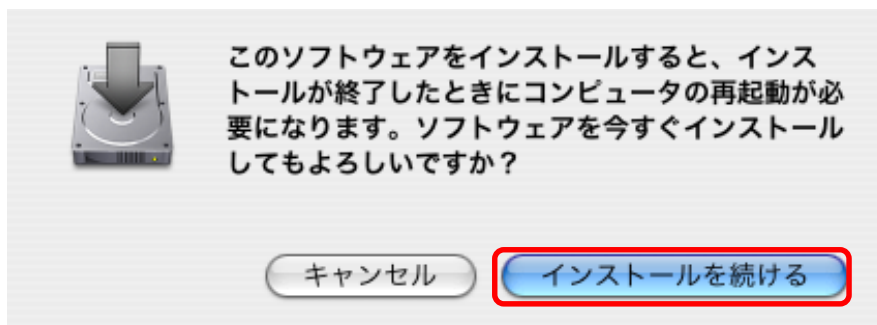 このソフトウェアをインストールすると、インス
トールが終了したときにコンピュータの再起動が必
要になります。ソフトウェアを今すぐインストール
してもよろしいですか？
キャンセル
インストールを続ける